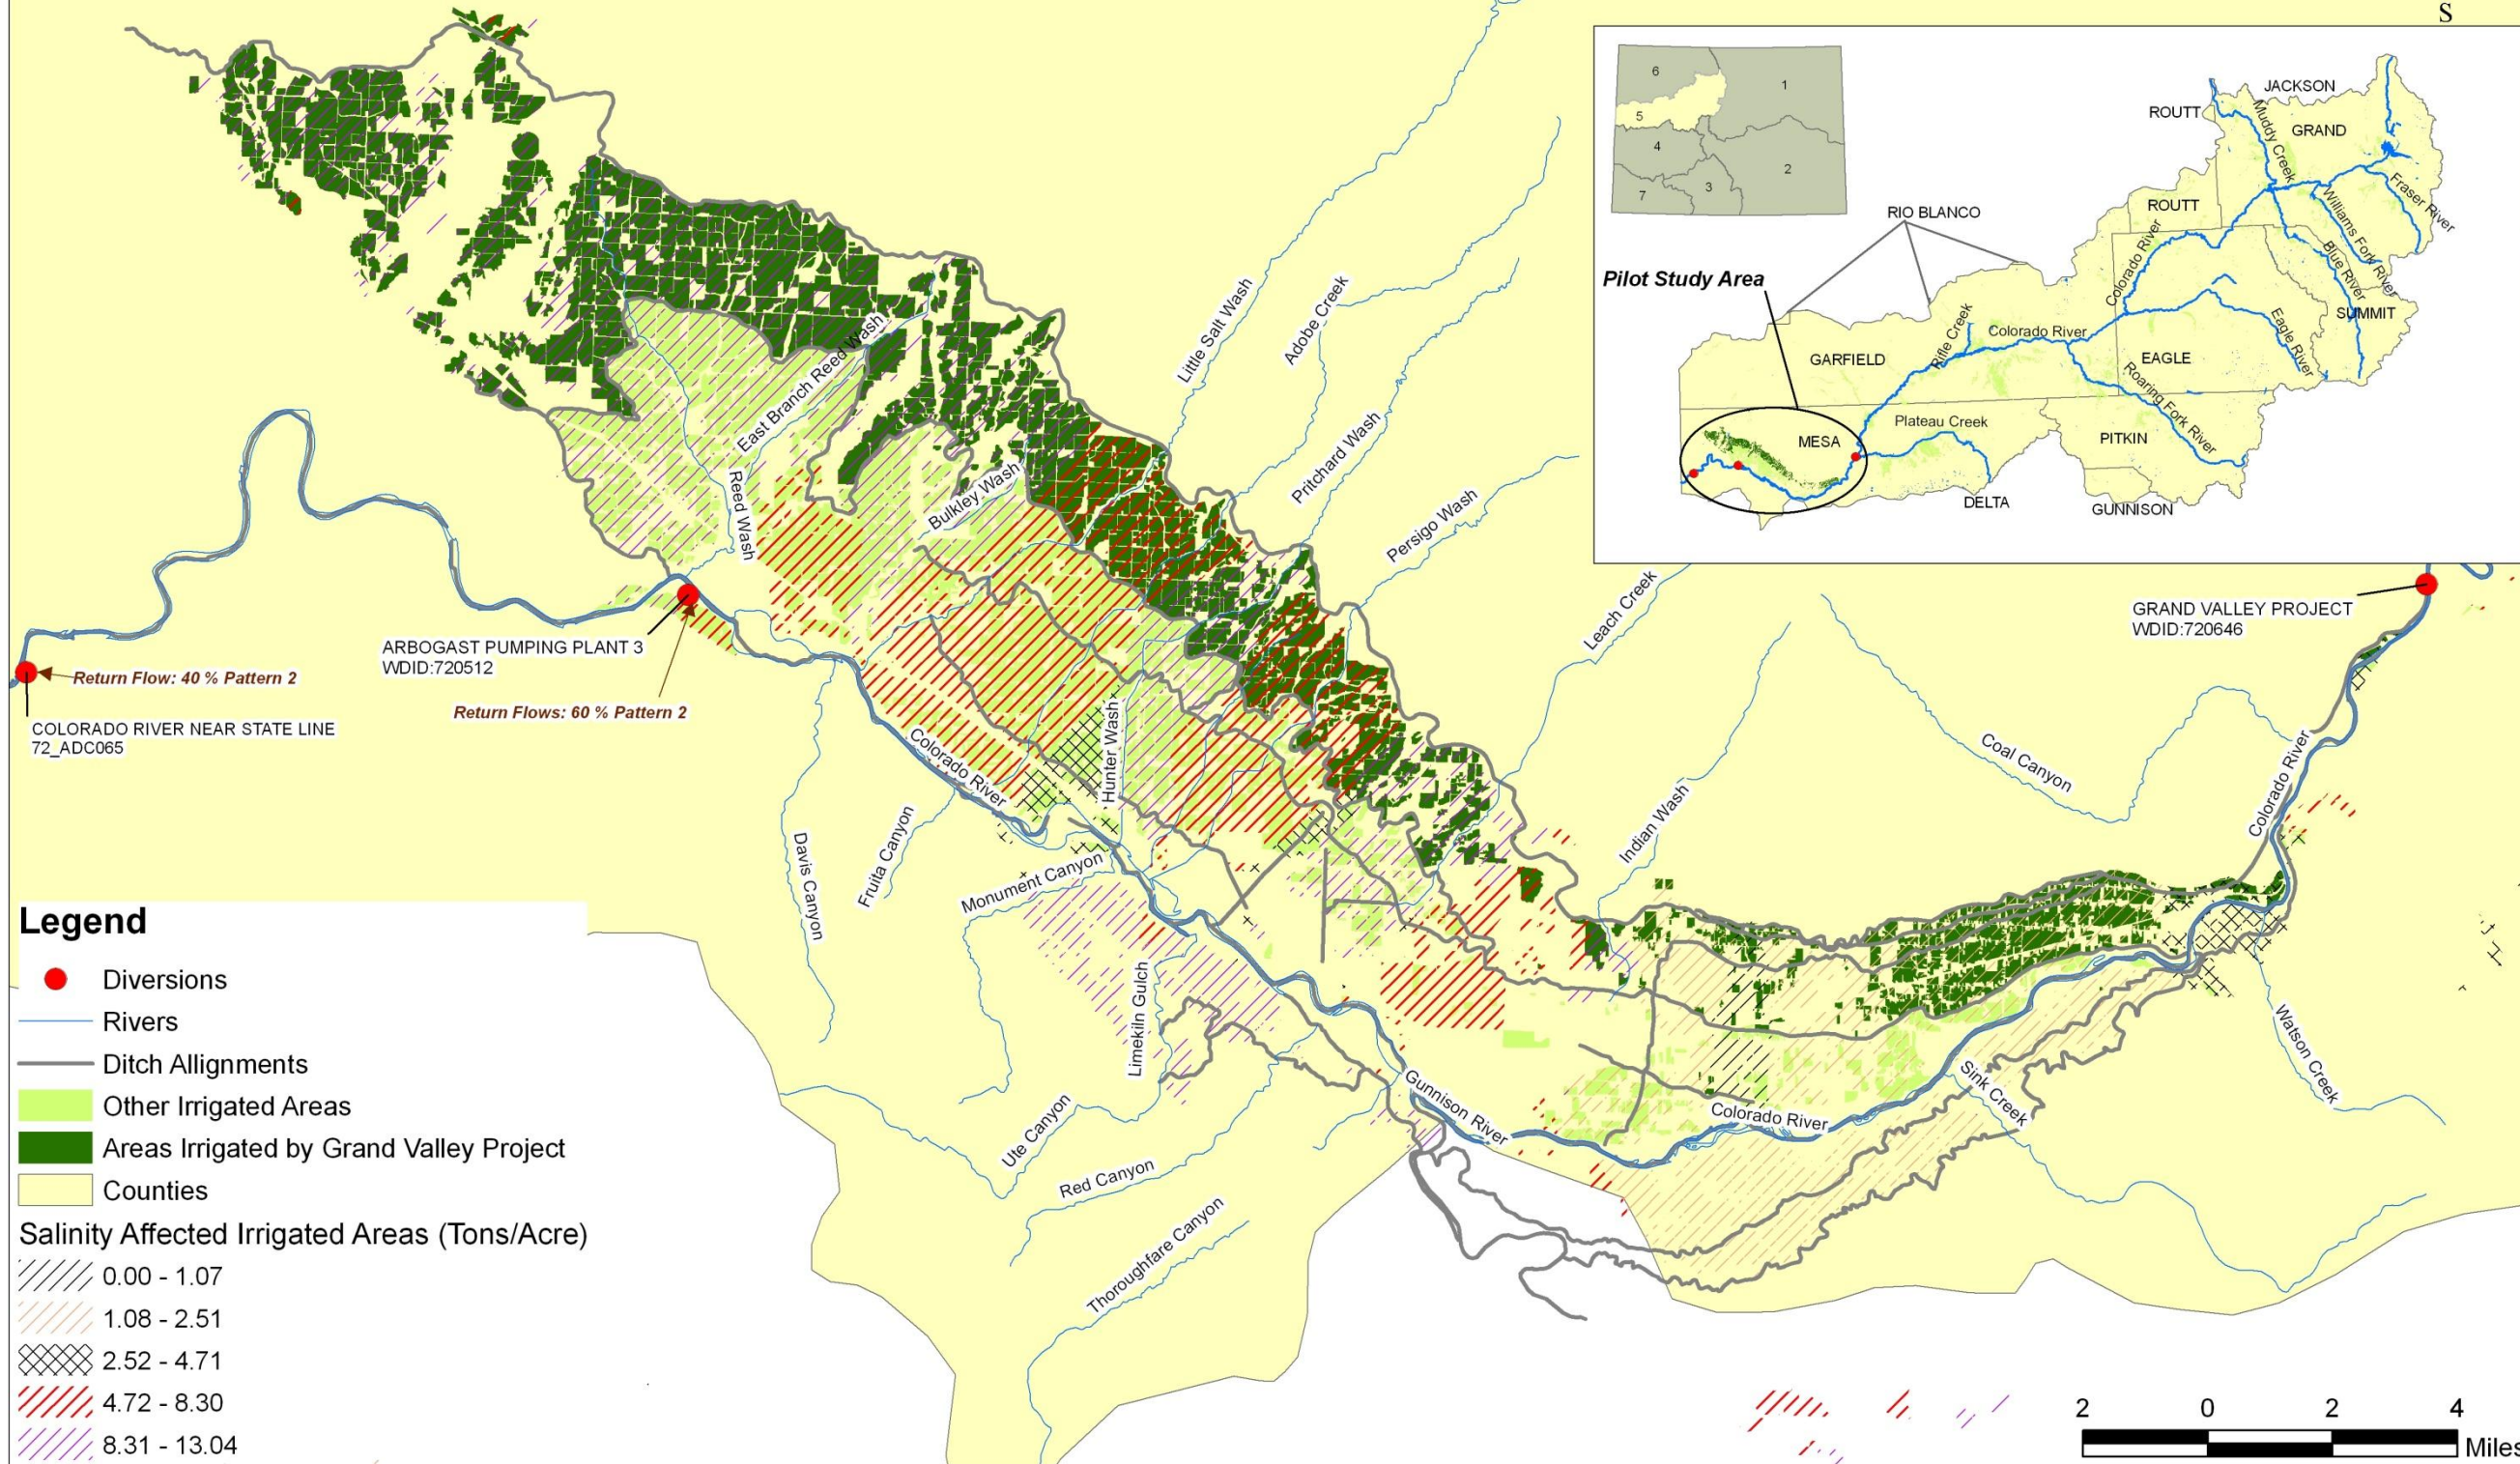 S
6
1
5
4
2
3
7
JACKSON
ROUTT
Muddy Creek
GRAND
Fraser River
ROUTT
Williams Fork River
RIO BLANCO
Colorado River
Blue River
Pilot Study Area
SUMMIT
Rifle Creek
Colorado River
Eagle River
GARFIELD
EAGLE
Roaring Fork River
Plateau Creek
MESA
PITKIN
DELTA
GUNNISON
Little Salt Wash
Adobe Creek
East Branch Reed Wash
Pritchard Wash
Reed Wash
Bulkley Wash
Persigo Wash
Leach Creek
GRAND VALLEY PROJECT
WDID:720646
ARBOGAST PUMPING PLANT 3
WDID:720512
Return Flow: 40 % Pattern 2
Return Flows: 60 % Pattern 2
COLORADO RIVER NEAR STATE LINE
72_ADC065
Hunter Wash
Colorado River
Coal Canyon
Colorado River
Indian Wash
Davis Canyon
Fruita Canyon
Monument Canyon
Limekiln Gulch
Watson Creek
Gunnison River
Sink Creek
Colorado River
Ute Canyon
Red Canyon
Thoroughfare Canyon
Legend
Diversions
Rivers
Ditch Allignments
Other Irrigated Areas
Areas Irrigated by Grand Valley Project
Counties
Salinity Affected Irrigated Areas (Tons/Acre)
0.00 - 1.07
1.08 - 2.51
2.52 - 4.71
4.72 - 8.30
8.31 - 13.04
2 0 2 4
Miles